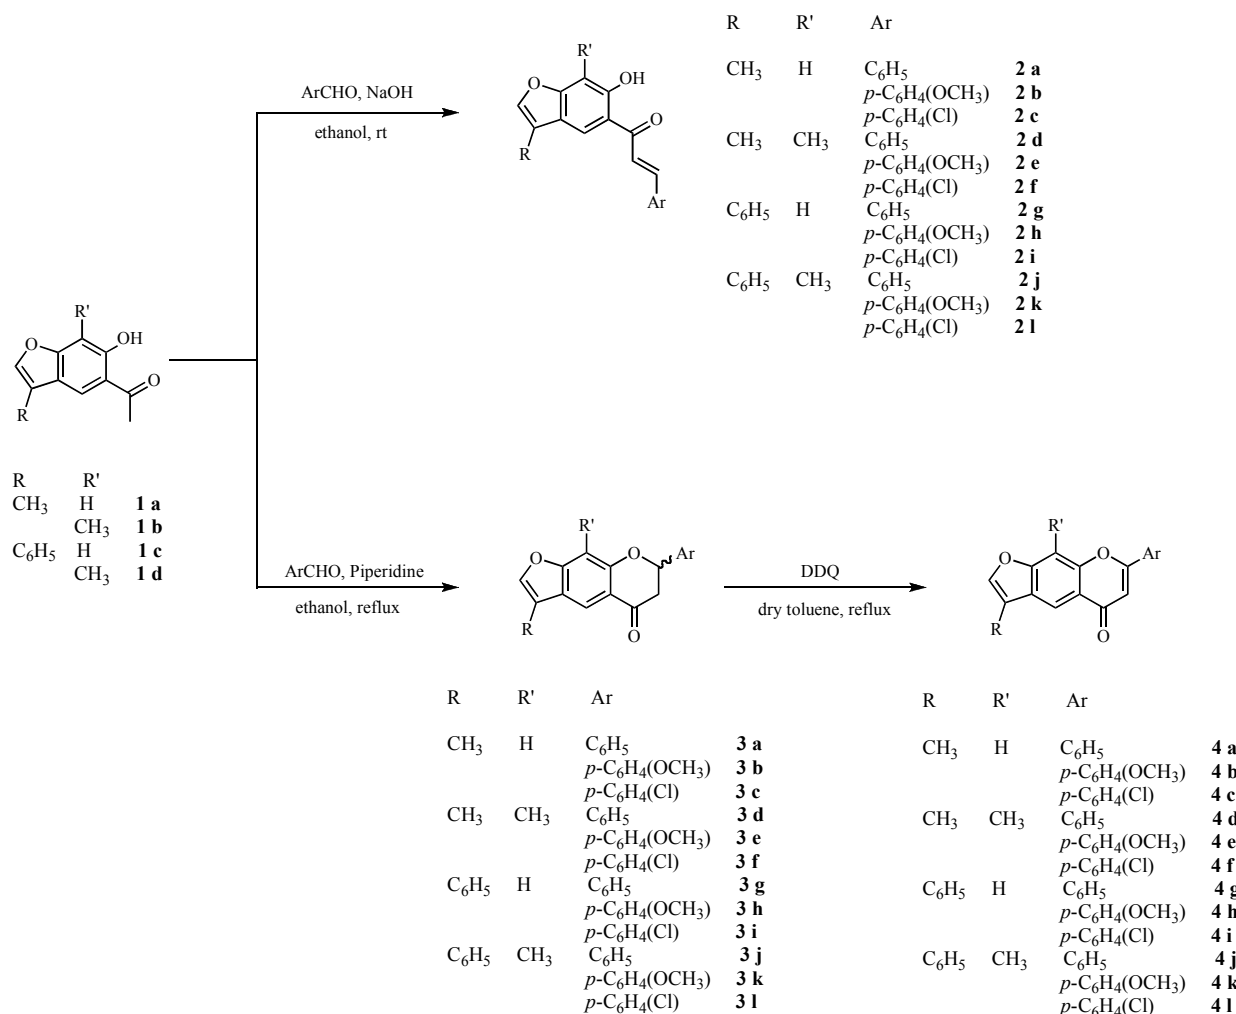 R R' Ar
CH3 H C6H5 2 a
p-C6H4(OCH3) 2 b
p-C6H4(Cl) 2 c
CH3 CH3 C6H5 2 d
p-C6H4(OCH3) 2 e
p-C6H4(Cl) 2 f
C6H5 H C6H5 2 g
p-C6H4(OCH3) 2 h
p-C6H4(Cl) 2 i
C6H5 CH3 C6H5 2 j
p-C6H4(OCH3) 2 k
p-C6H4(Cl) 2 l
R'
O
OH
O
R
Ar
ArCHO, NaOH
ethanol, rt
R'
O
OH
O
R
R R'
CH3 H 1 a
CH3 1 b
C6H5 H 1 c
CH3 1 d
ArCHO, Piperidine
ethanol, reflux
R'
O
O
Ar
R
O
DDQ
dry toluene, reflux
R'
O
O
Ar
R
O
R R' Ar
CH3 H C6H5 3 a
p-C6H4(OCH3) 3 b
p-C6H4(Cl) 3 c
CH3 CH3 C6H5 3 d
p-C6H4(OCH3) 3 e
p-C6H4(Cl) 3 f
C6H5 H C6H5 3 g
p-C6H4(OCH3) 3 h
p-C6H4(Cl) 3 i
C6H5 CH3 C6H5 3 j
p-C6H4(OCH3) 3 k
p-C6H4(Cl) 3 l
R R' Ar
CH3 H C6H5 4 a
p-C6H4(OCH3) 4 b
p-C6H4(Cl) 4 c
CH3 CH3 C6H5 4 d
p-C6H4(OCH3) 4 e
p-C6H4(Cl) 4 f
C6H5 H C6H5 4 g
p-C6H4(OCH3) 4 h
p-C6H4(Cl) 4 i
C6H5 CH3 C6H5 4 j
p-C6H4(OCH3) 4 k
p-C6H4(Cl) 4 l